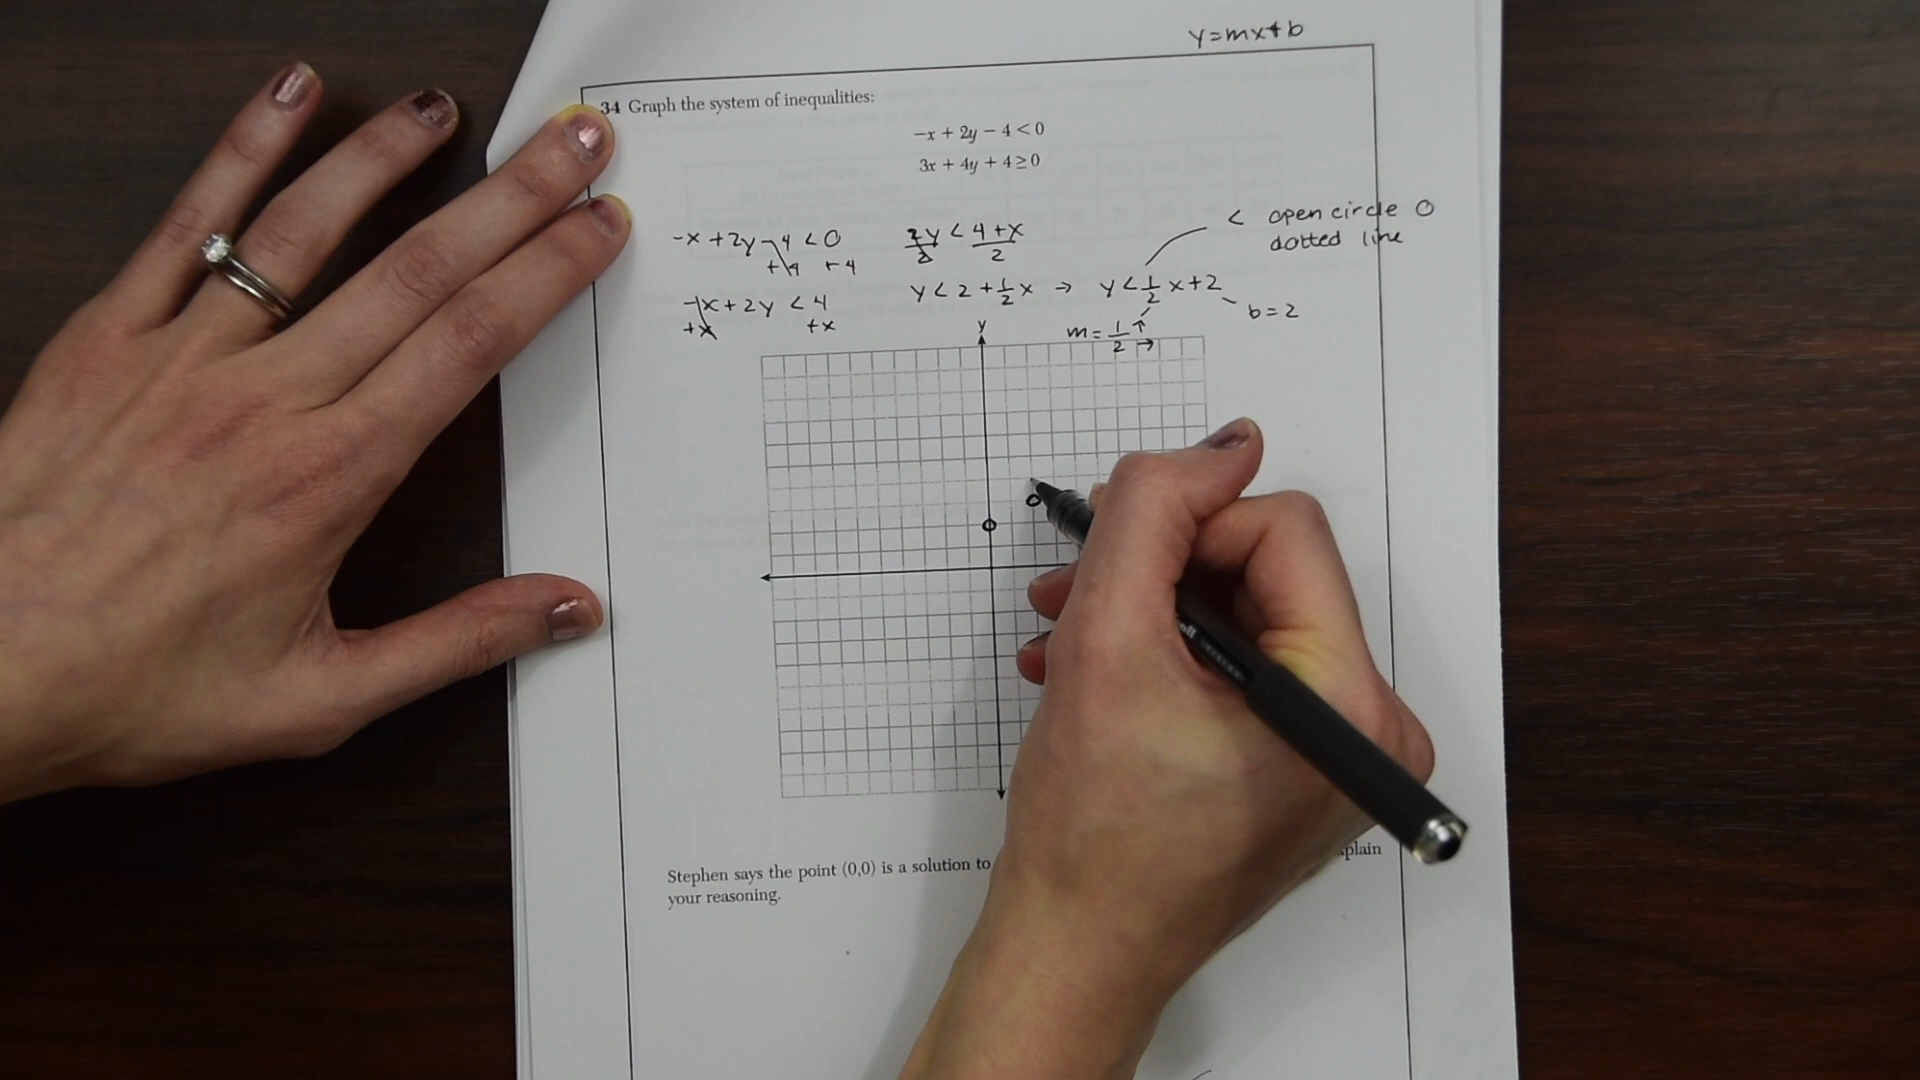 y=mx+b
34 Graph the system of inequalities:
−x + 2y − 4 < 0
3x + 4y + 4 ≥ 0
-x +2y -4 < 0
+4 +4
-x + 2y < 4
+x +x
2y < 4+x
2 2
y < 2 + 1/2 x → y < 1/2 x+2
< open circle O
dotted line
b = 2
m = 1/2 ↑ →
y
Stephen says the point (0,0) is a solution to
plain
your reasoning.